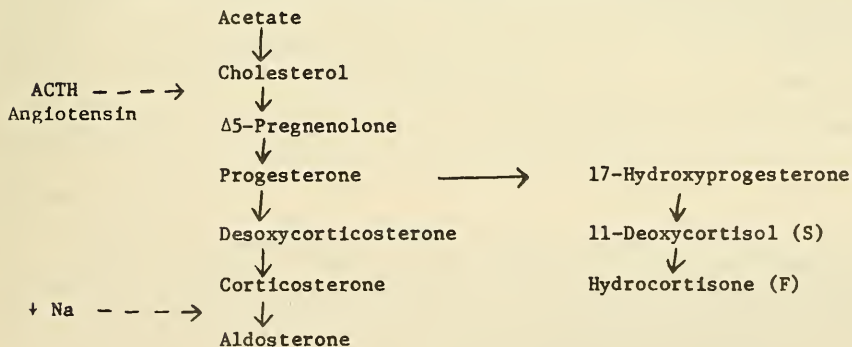 Acetate
Cholesterol
ACTH
Angiotensin
Δ5-Pregnenolone
Progesterone
17-Hydroxyprogesterone
Desoxycorticosterone
11-Deoxycortisol (S)
Corticosterone
Hydrocortisone (F)
↓ Na
Aldosterone